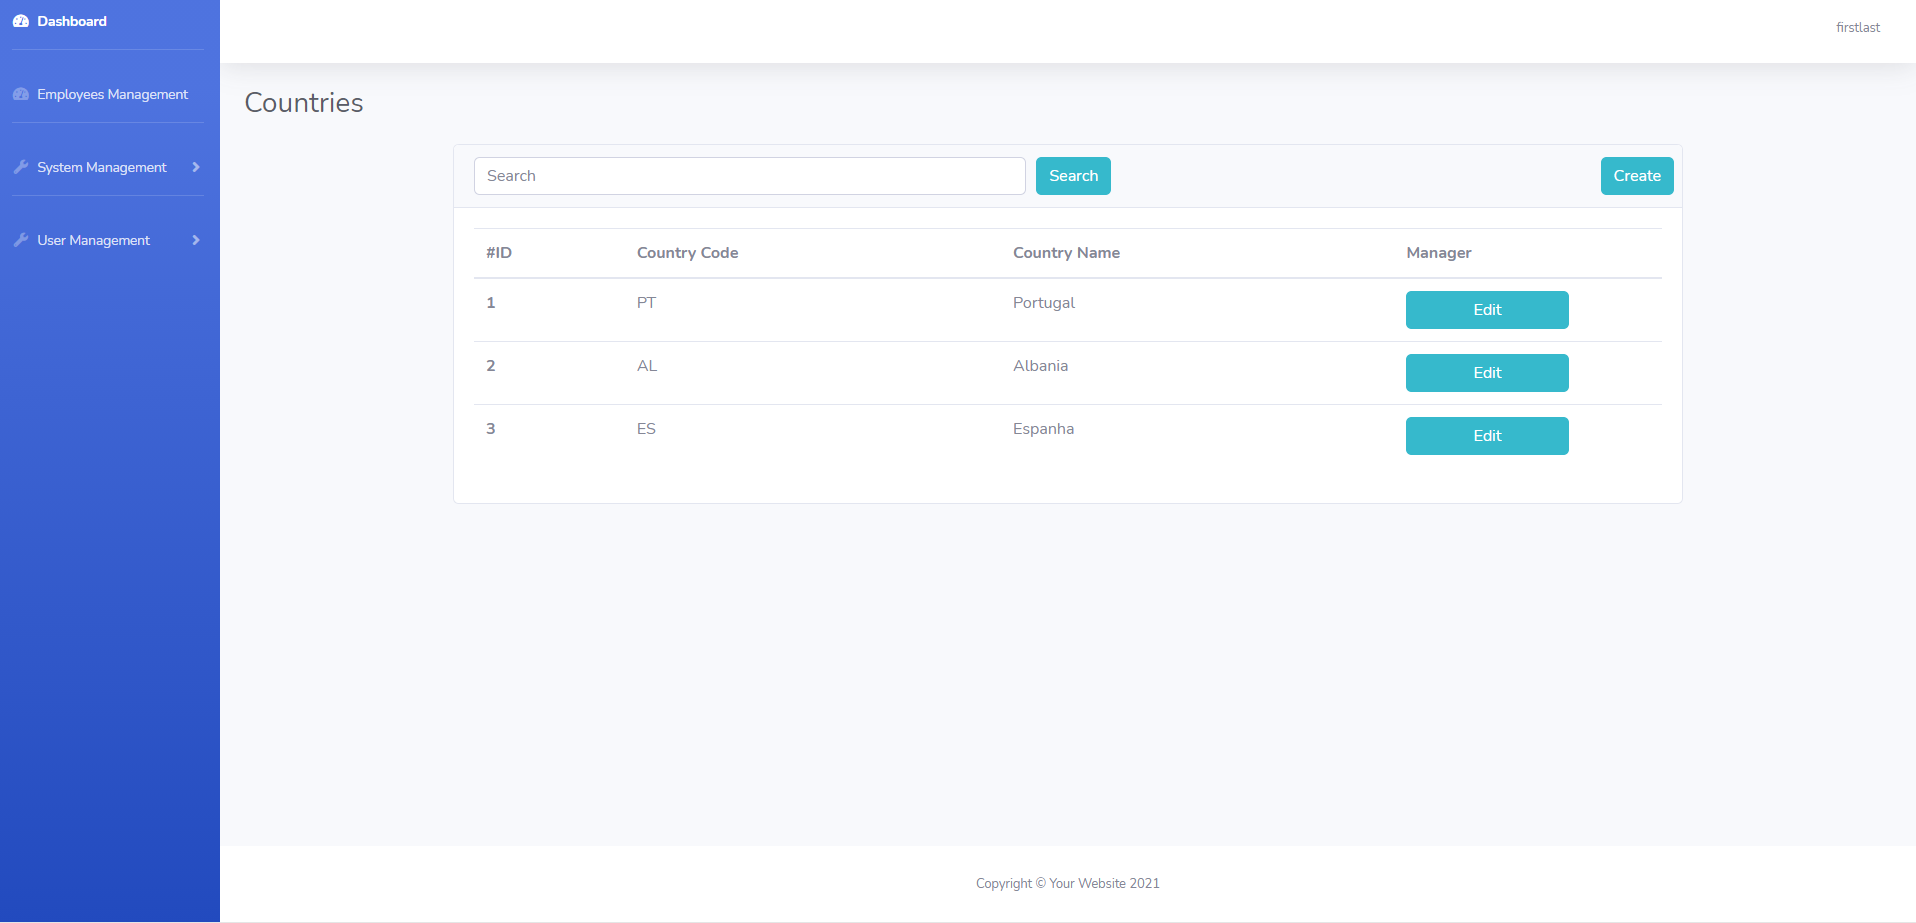 Dashboard
firstlast
Employees Management
System Management
User Management
Countries
Search
Search
Create
#ID Country Code Country Name Manager
1 PT Portugal Edit
2 AL Albania Edit
3 ES Espanha Edit
Copyright © Your Website 2021